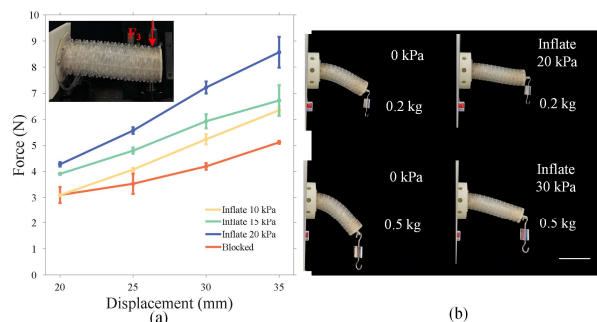 (a)
F3
10
9
8
7
6
5
4
3
2
1
0
Force (N)
Inflate 10 kPa
Inflate 15 kPa
Inflate 20 kPa
Blocked
20
25
30
35
Displacement (mm)
(a)
(b)
0 kPa
0.2 kg
Inflate
20 kPa
0.2 kg
0 kPa
0.5 kg
Inflate
30 kPa
0.5 kg
(b)